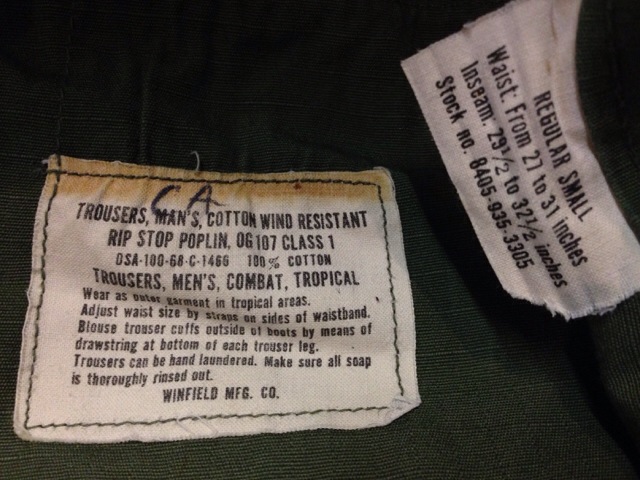 CA
TROUSERS, MAN'S, COTTON WIND RESISTANT
RIP STOP POPLIN, OG107 CLASS 1
DSA-100-68-C-1466 100% COTTON
TROUSERS, MEN'S, COMBAT, TROPICAL
Wear as outer garment in tropical areas.
Adjust waist size by straps on sides of waistband.
Blouse trouser cuffs outside of boots by means of
drawstring at bottom of each trouser leg.
Trousers can be hand laundered. Make sure all soap
is thoroughly rinsed out.
WINFIELD MFG. CO.
REGULAR SMALL
Waist: From 27 to 31 inches
Inseam. 29½ to 32½ inches
Stock no. 8405-935-3305